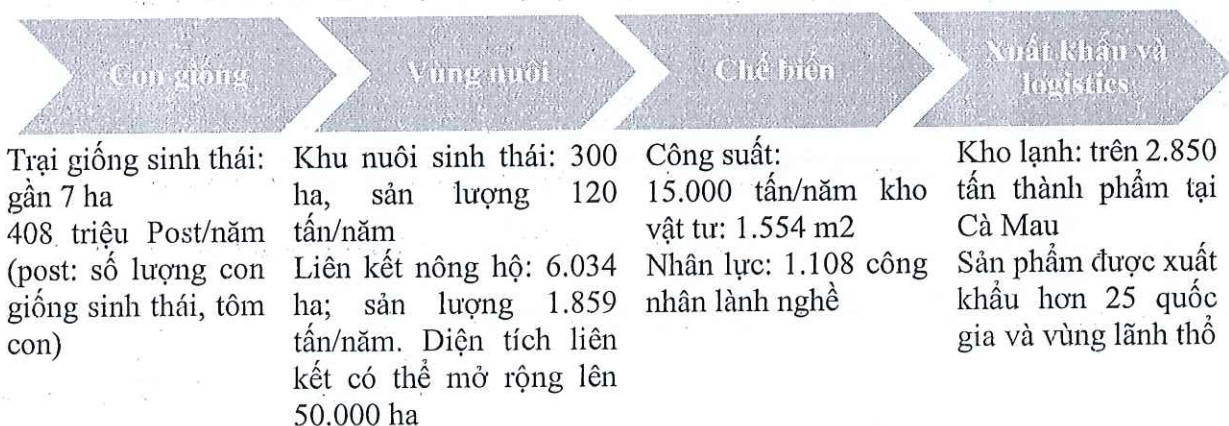 Con giống
Trại giống sinh thái:
gần 7 ha
408 triệu Post/năm
(post: số lượng con
giống sinh thái, tôm
con)
Vùng nuôi
Khu nuôi sinh thái: 300
ha, sản lượng 120
tấn/năm
Liên kết nông hộ: 6.034
ha; sản lượng 1.859
tấn/năm. Diện tích liên
kết có thể mở rộng lên
50.000 ha
Chế biến
Công suất:
15.000 tấn/năm kho
vật tư: 1.554 m2
Nhân lực: 1.108 công
nhân lành nghề
Xuất khẩu và
logistics
Kho lạnh: trên 2.850
tấn thành phẩm tại
Cà Mau
Sản phẩm được xuất
khẩu hơn 25 quốc
gia và vùng lãnh thổ